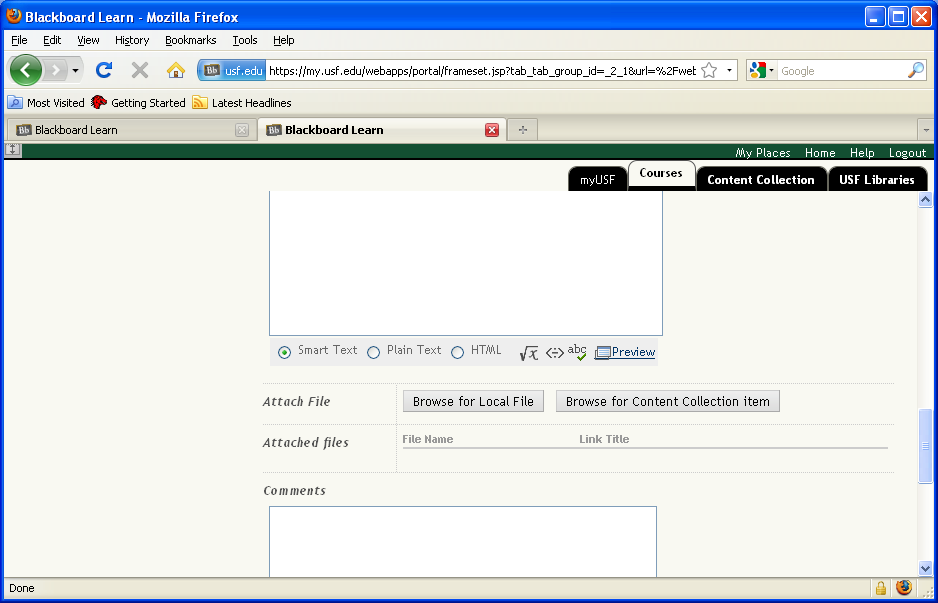 Blackboard Learn - Mozilla Firefox
File Edit View History Bookmarks Tools Help
Bb usf.edu https://my.usf.edu/webapps/portal/frameset.jsp?tab_tab_group_id=_2_1&url=%2Fwet Google
Most Visited Getting Started Latest Headlines
Bb Blackboard Learn Bb Blackboard Learn
My Places Home Help Logout
myUSF Courses Content Collection USF Libraries
Smart Text Plain Text HTML √x abc Preview
Attach File Browse for Local File Browse for Content Collection item
Attached files File Name Link Title
Comments
Done